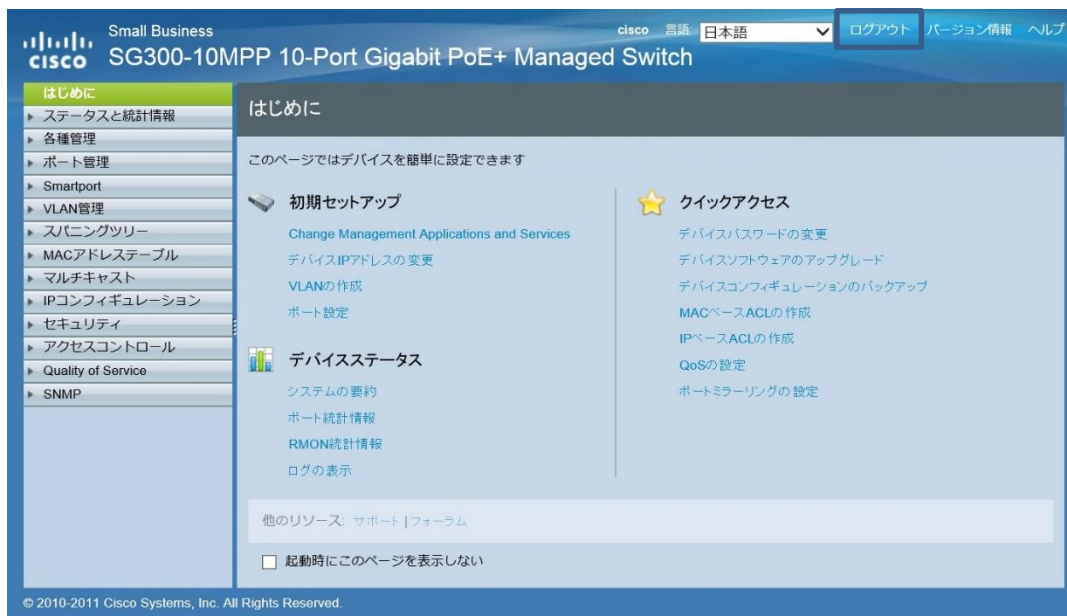 Small Business
cisco 言語: 日本語 ログアウト バージョン情報 ヘルプ
CISCO SG300-10MPP 10-Port Gigabit PoE+ Managed Switch
はじめに
ステータスと統計情報
各種管理
ポート管理
Smartport
VLAN管理
スパニングツリー
MACアドレステーブル
マルチキャスト
IPコンフィギュレーション
セキュリティ
アクセスコントロール
Quality of Service
SNMP
はじめに
このページではデバイスを簡単に設定できます
初期セットアップ
Change Management Applications and Services
デバイスIPアドレスの変更
VLANの作成
ポート設定
デバイスステータス
システムの要約
ポート統計情報
RMON統計情報
ログの表示
クイックアクセス
デバイスパスワードの変更
デバイスソフトウェアのアップグレード
デバイスコンフィギュレーションのバックアップ
MACベースACLの作成
IPベースACLの作成
QoSの設定
ポートミラーリングの設定
他のリソース: サポート | フォーラム
起動時にこのページを表示しない
© 2010-2011 Cisco Systems, Inc. All Rights Reserved.